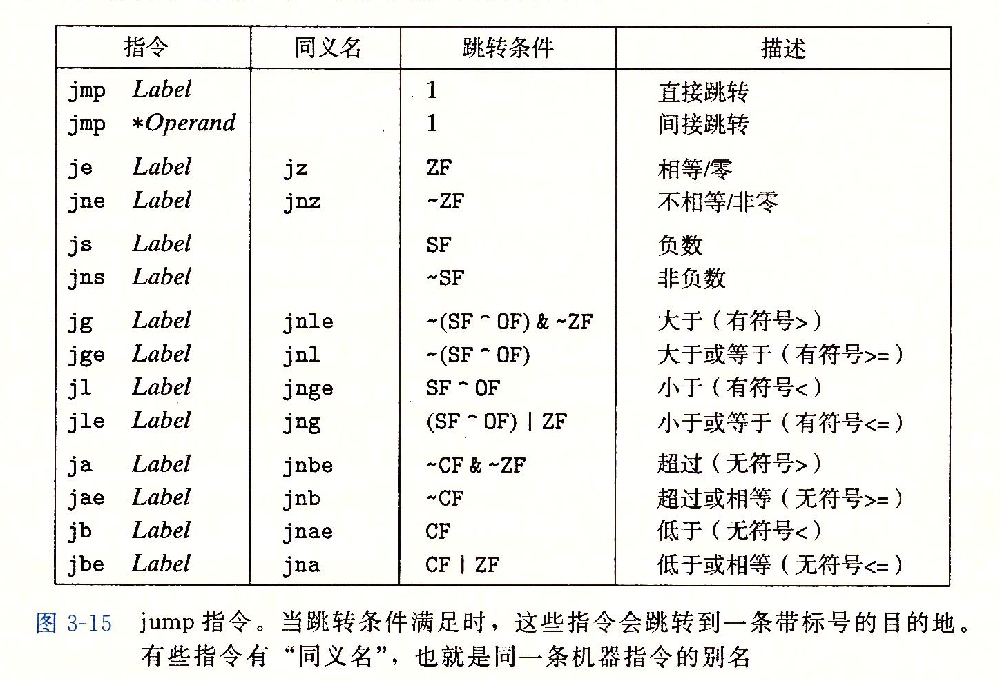 指令 同义名 跳转条件 描述
jmp Label 1 直接跳转
jmp *Operand 1 间接跳转
je Label jz ZF 相等/零
jne Label jnz ~ZF 不相等/非零
js Label SF 负数
jns Label ~SF 非负数
jg Label jnle ~(SF ^ OF) & ~ZF 大于（有符号>）
jge Label jnl ~(SF ^ OF) 大于或等于（有符号>=）
jl Label jnge SF ^ OF 小于（有符号<）
jle Label jng (SF ^ OF) | ZF 小于或等于（有符号<=）
ja Label jnbe ~CF & ~ZF 超过（无符号>）
jae Label jnb ~CF 超过或相等（无符号>=）
jb Label jnae CF 低于（无符号<）
jbe Label jna CF | ZF 低于或相等（无符号<=）
图 3-15 jump 指令。当跳转条件满足时，这些指令会跳转到一条带标号的目的地。
有些指令有“同义名”，也就是同一条机器指令的别名